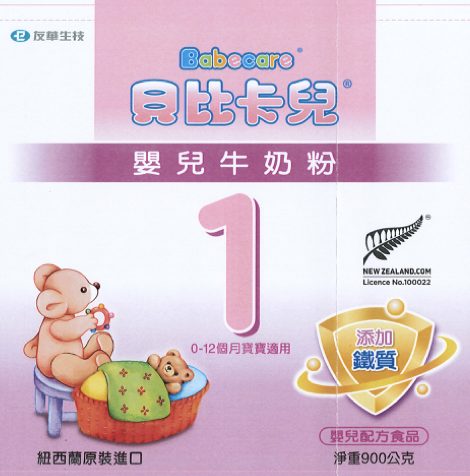 友華生技
Babecare®
貝比卡兒®
嬰兒牛奶粉
1
0-12個月寶寶適用
NEW ZEALAND.COM
Licence No.100022
添加
鐵質
嬰兒配方食品
紐西蘭原裝進口
淨重900公克